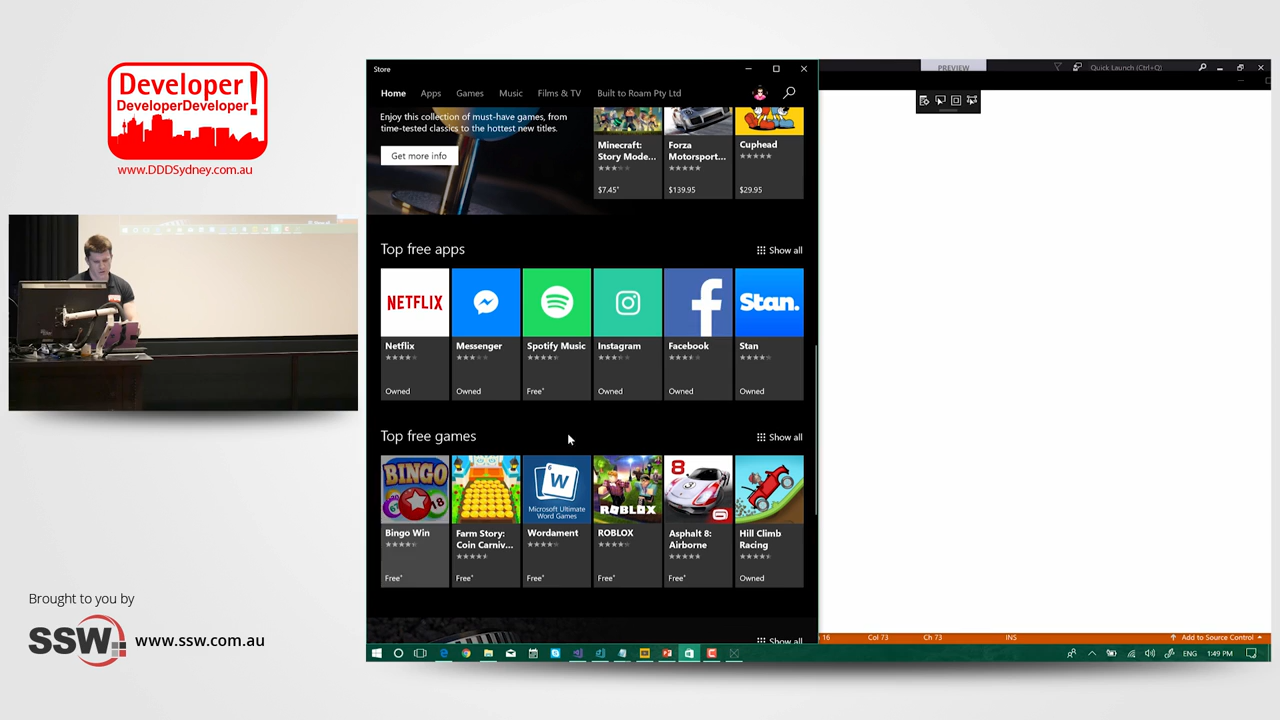 Developer!
DeveloperDeveloper!
www.DDDSydney.com.au
Brought to you by
SSW
www.ssw.com.au
Store
Home
Apps
Games
Music
Films & TV
Built to Roam Pty Ltd
Enjoy this collection of must-have games, from
time-tested classics to the hottest new titles.
Get more info
Minecraft:
Story Mode...
$7.45*
Forza
Motorsport...
$139.95
Cuphead
$29.95
Top free apps
Show all
NETFLIX
Stan.
Netflix
Messenger
Spotify Music
Instagram
Facebook
Stan
Owned
Owned
Free*
Owned
Owned
Owned
Top free games
Show all
BINGO
W
6
Microsoft Ultimate
Word Games
ROBLOX
8
Bingo Win
Farm Story:
Coin Carniv...
Wordament
ROBLOX
Asphalt 8:
Airborne
Hill Climb
Racing
Free*
Free*
Free*
Free*
Free*
Owned
Show all
PREVIEW
Quick Launch (Ctrl+Q)
16
Col 73
Ch 73
INS
Add to Source Control
ENG
1:49 PM